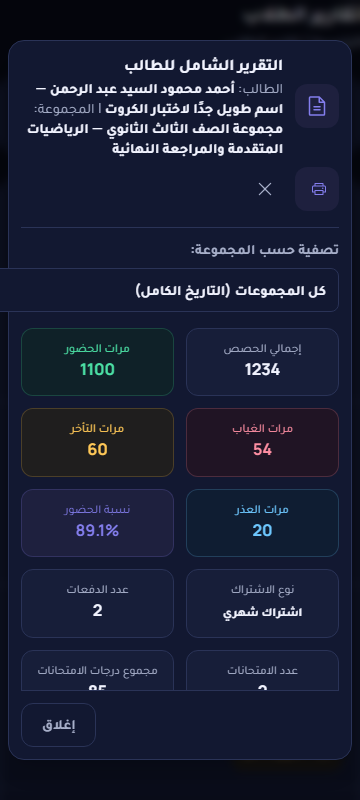 التقرير الشامل للطالب
الطالب: أحمد محمود السيد عبد الرحمن —
اسم طويل جدًا لاختبار الكروت | المجموعة:
مجموعة الصف الثالث الثانوي — الرياضيات
المتقدمة والمراجعة النهائية
تصفية حسب المجموعة:
كل المجموعات (التاريخ الكامل)
إجمالي الحصص
1234
مرات الحضور
1100
مرات الغياب
54
مرات التأخر
60
مرات العذر
20
نسبة الحضور
89.1%
نوع الاشتراك
اشتراك شهري
عدد الدفعات
2
عدد الامتحانات
مجموع درجات الامتحانات
إغلاق